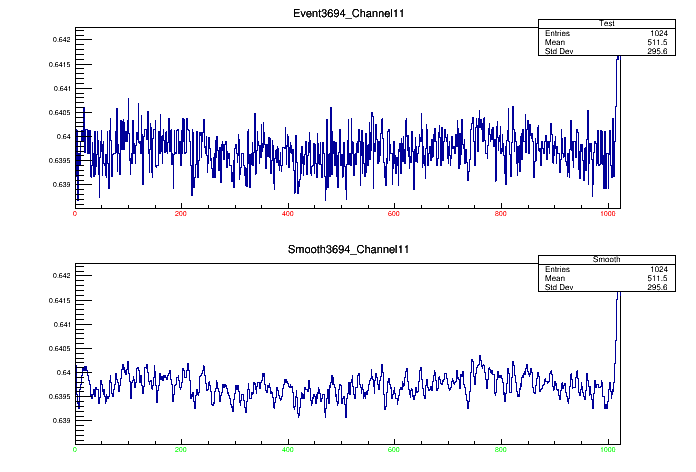 Event3694_Channel11
Test
Entries 1024
Mean 511.5
Std Dev 295.6
0.642
0.6415
0.641
0.6405
0.64
0.6395
0.639
0 200 400 600 800 1000
Smooth3694_Channel11
Smooth
Entries 1024
Mean 511.5
Std Dev 295.6
0.642
0.6415
0.641
0.6405
0.64
0.6395
0.639
0 200 400 600 800 1000